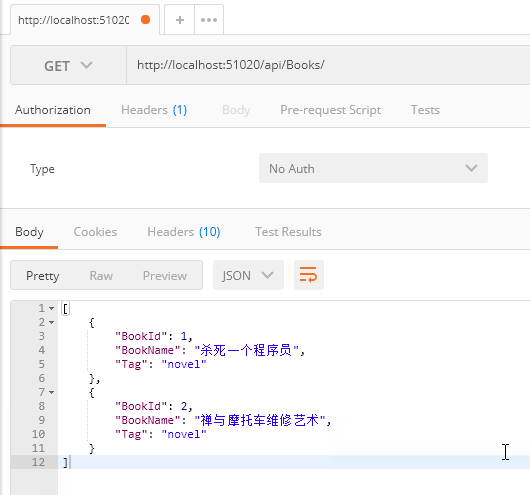 http://localhost:51020
GET http://localhost:51020/api/Books/
Authorization Headers (1) Body Pre-request Script Tests
Type No Auth
Body Cookies Headers (10) Test Results
Pretty Raw Preview JSON
1 [
2 {
3 "BookId": 1,
4 "BookName": "杀死一个程序员",
5 "Tag": "novel"
6 },
7 {
8 "BookId": 2,
9 "BookName": "禅与摩托车维修艺术",
10 "Tag": "novel"
11 }
12 ]